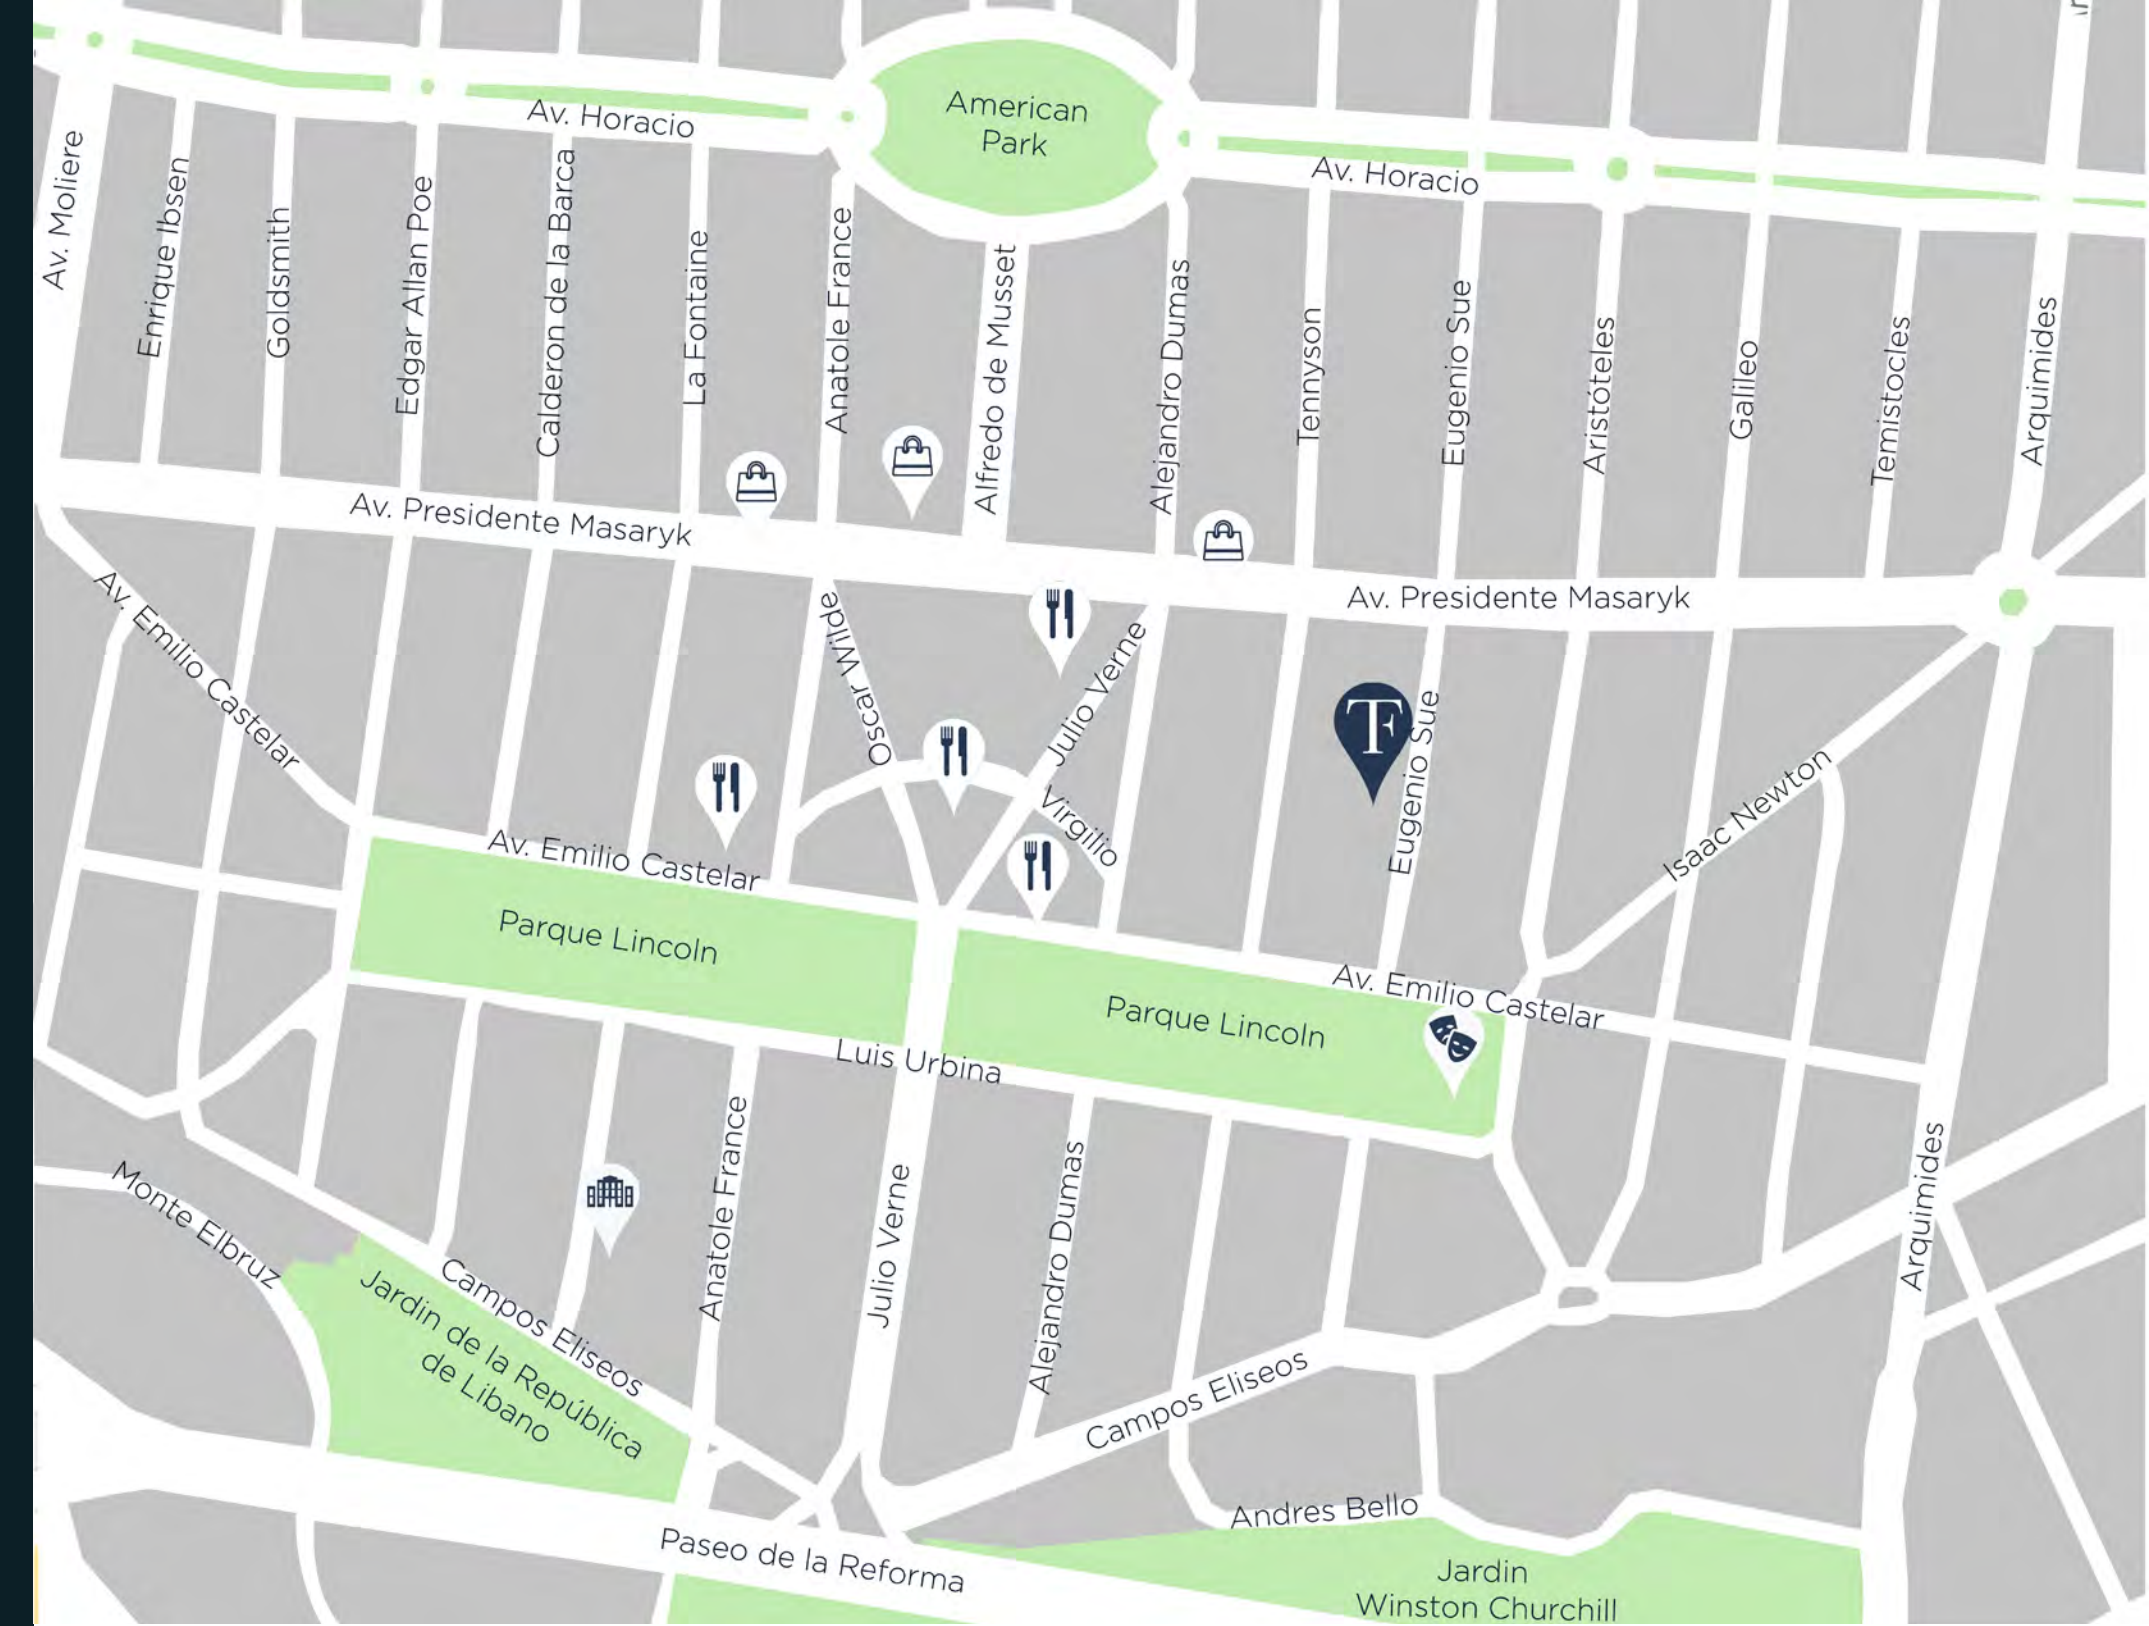 American
Park
Av. Horacio
Av. Horacio
Av. Moliere
Enrique Ibsen
Goldsmith
Edgar Allan Poe
Calderon de la Barca
La Fontaine
Anatole France
Alfredo de Musset
Alejandro Dumas
Tennyson
Eugenio Sue
Aristóteles
Galileo
Temistocles
Arquimides
Av. Presidente Masaryk
Av. Presidente Masaryk
Av. Emilio Castelar
Oscar Wilde
Julio Verne
Virgilio
TF
Eugenio Sue
Isaac Newton
Av. Emilio Castelar
Parque Lincoln
Av. Emilio Castelar
Parque Lincoln
Luis Urbina
Anatole France
Julio Verne
Alejandro Dumas
Arquimides
Monte Elbruz
Campos Eliseos
Jardin de la República
de Libano
Campos Eliseos
Andres Bello
Paseo de la Reforma
Jardin
Winston Churchill